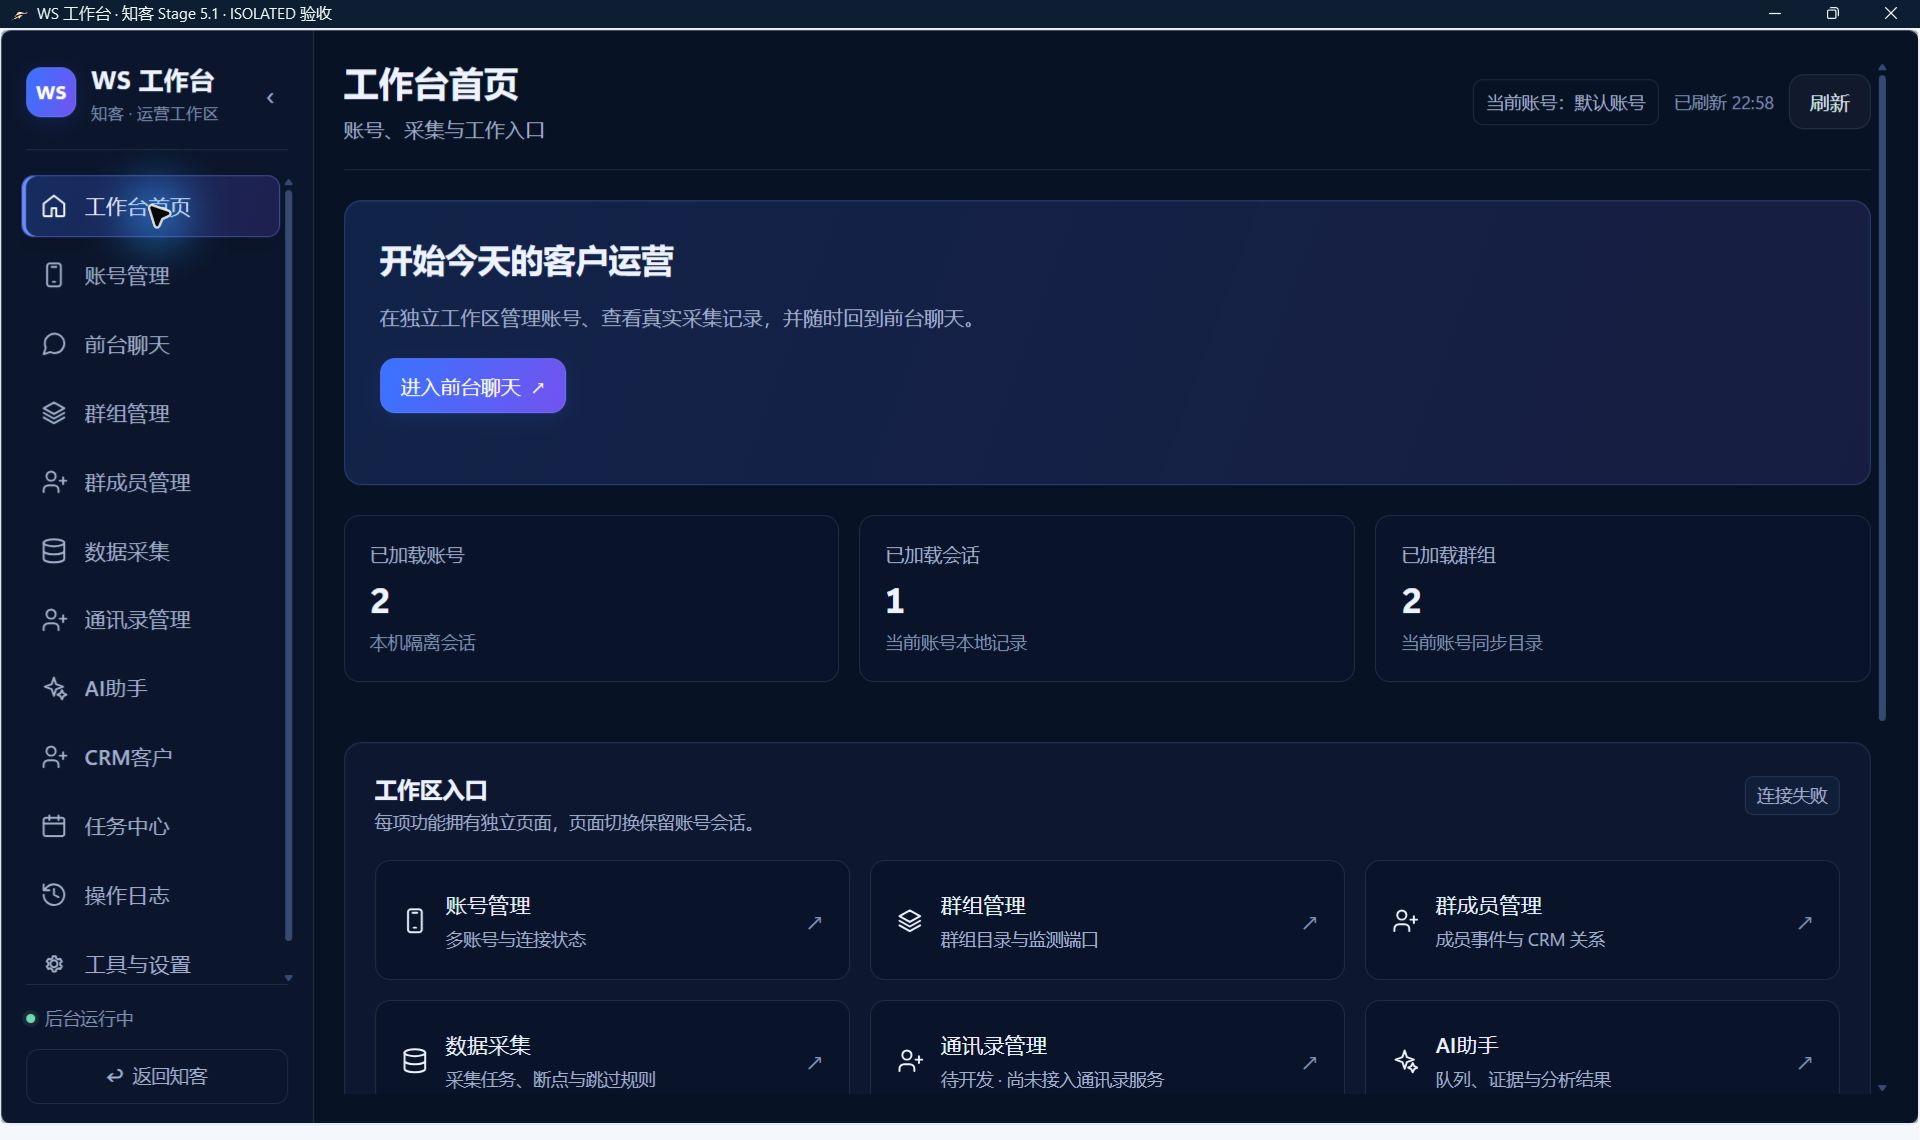 WS 工作台 · 知客 Stage 5.1 · ISOLATED 验收
WS
WS 工作台
知客 · 运营工作区
工作台首页
账号管理
前台聊天
群组管理
群成员管理
数据采集
通讯录管理
AI助手
CRM客户
任务中心
操作日志
工具与设置
后台运行中
返回知客
工作台首页
账号、采集与工作入口
当前账号：默认账号
已刷新 22:58
刷新
开始今天的客户运营
在独立工作区管理账号、查看真实采集记录，并随时回到前台聊天。
进入前台聊天 ↗
已加载账号
2
本机隔离会话
已加载会话
1
当前账号本地记录
已加载群组
2
当前账号同步目录
工作区入口
每项功能拥有独立页面，页面切换保留账号会话。
连接失败
账号管理
多账号与连接状态
群组管理
群组目录与监测端口
群成员管理
成员事件与 CRM 关系
数据采集
采集任务、断点与跳过规则
通讯录管理
待开发 · 尚未接入通讯录服务
AI助手
队列、证据与分析结果